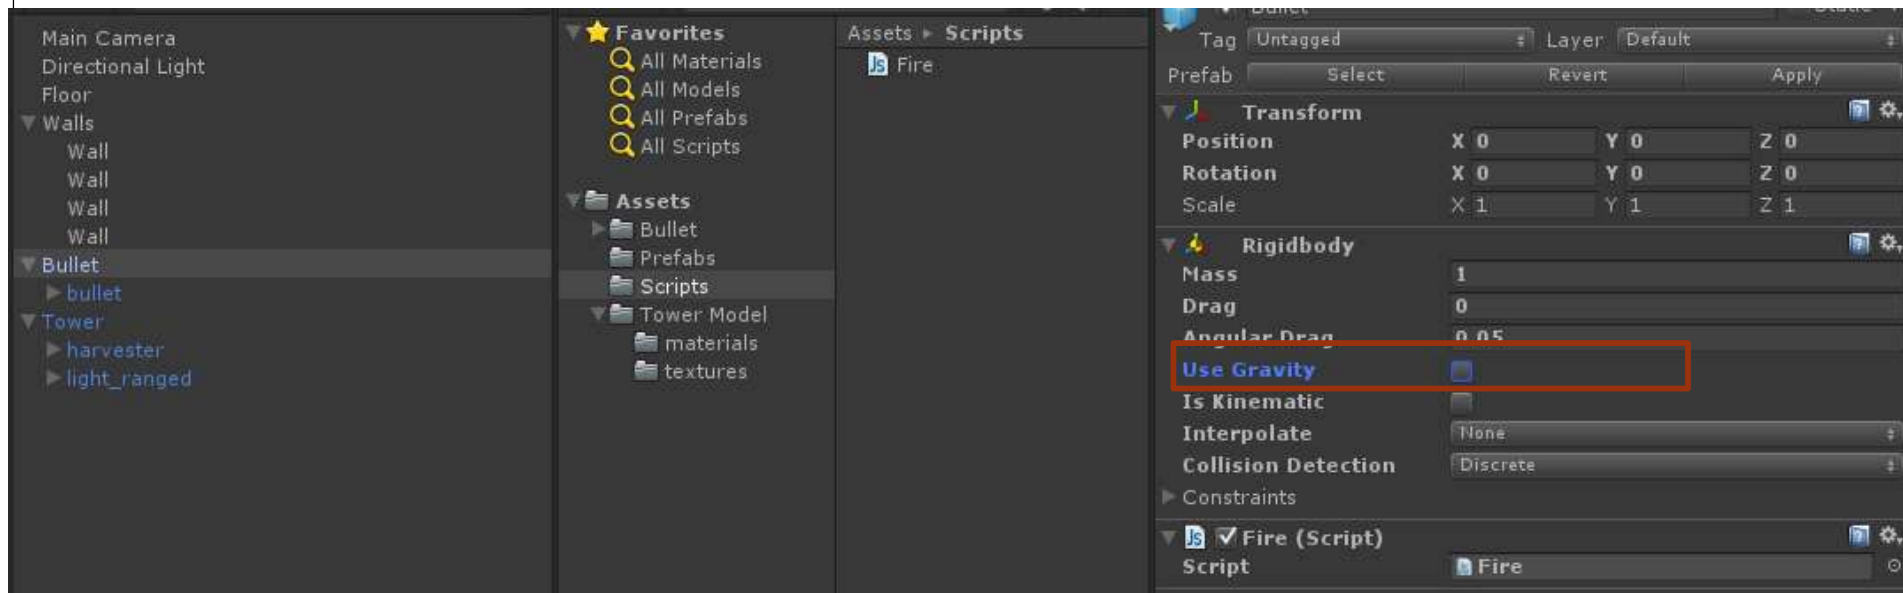 Main Camera
Directional Light
Floor
Walls
Wall
Wall
Wall
Wall
Bullet
bullet
Tower
harvester
light_ranged
Favorites
All Materials
All Models
All Prefabs
All Scripts
Assets
Bullet
Prefabs
Scripts
Tower Model
materials
textures
Assets ▸ Scripts
Js Fire
Bullet Static
Tag Untagged Layer Default
Prefab Select Revert Apply
Transform
Position X 0 Y 0 Z 0
Rotation X 0 Y 0 Z 0
Scale X 1 Y 1 Z 1
Rigidbody
Mass 1
Drag 0
Angular Drag 0.05
Use Gravity
Is Kinematic
Interpolate None
Collision Detection Discrete
Constraints
Js Fire (Script)
Script Fire